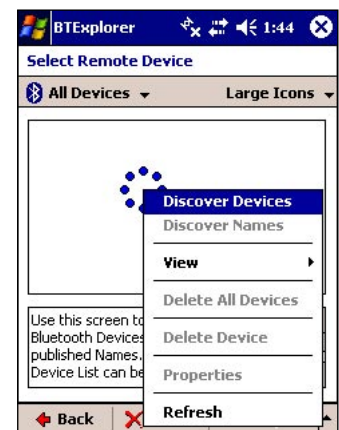 BTExplorer 1:44
Select Remote Device
All Devices Large Icons
Discover Devices
Discover Names
View
Delete All Devices
Delete Device
Properties
Refresh
Use this screen to
Bluetooth Devices
published Names.
Device List can be
Back